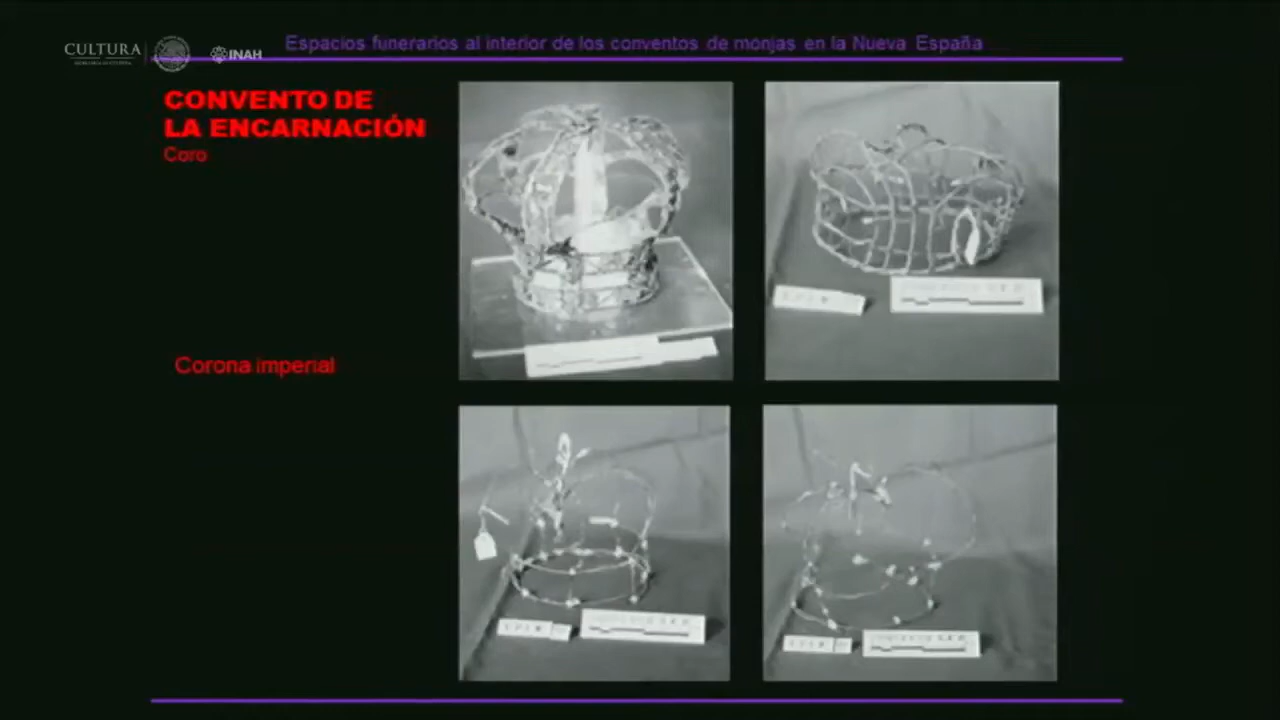 CULTURA
INAH
Espacios funerarios al interior de los conventos de monjas en la Nueva España
CONVENTO DE
LA ENCARNACIÓN
Coro
Corona imperial